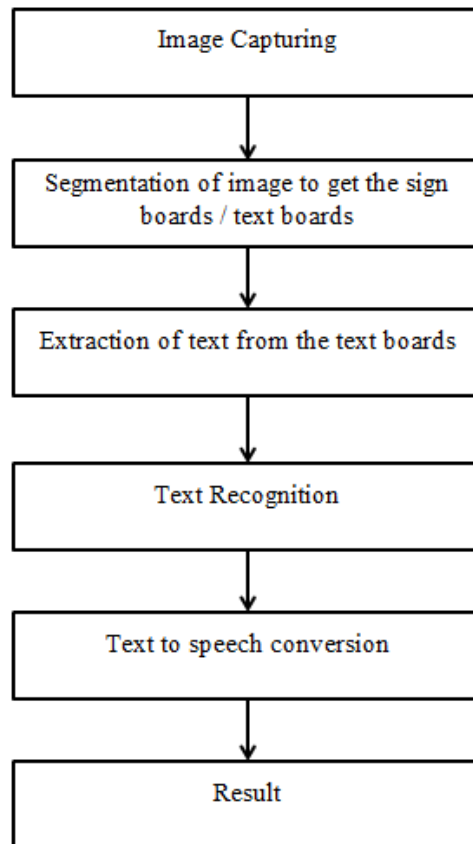 Image Capturing
Segmentation of image to get the sign
boards / text boards
Extraction of text from the text boards
Text Recognition
Text to speech conversion
Result